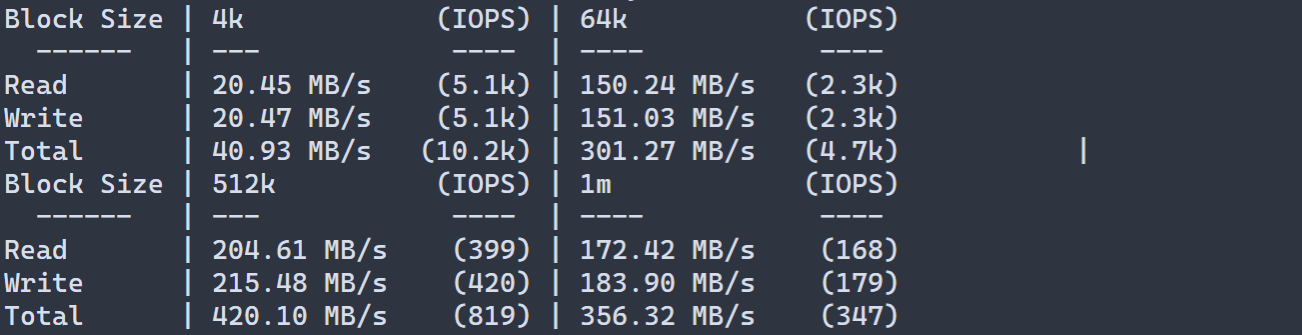 Block Size | 4k            (IOPS) | 64k           (IOPS)
  ------   | ---            ----  | ----           ----
Read       | 20.45 MB/s    (5.1k) | 150.24 MB/s   (2.3k)
Write      | 20.47 MB/s    (5.1k) | 151.03 MB/s   (2.3k)
Total      | 40.93 MB/s   (10.2k) | 301.27 MB/s   (4.7k)           |
Block Size | 512k          (IOPS) | 1m            (IOPS)
  ------   | ---            ----  | ----           ----
Read       | 204.61 MB/s    (399) | 172.42 MB/s    (168)
Write      | 215.48 MB/s    (420) | 183.90 MB/s    (179)
Total      | 420.10 MB/s    (819) | 356.32 MB/s    (347)